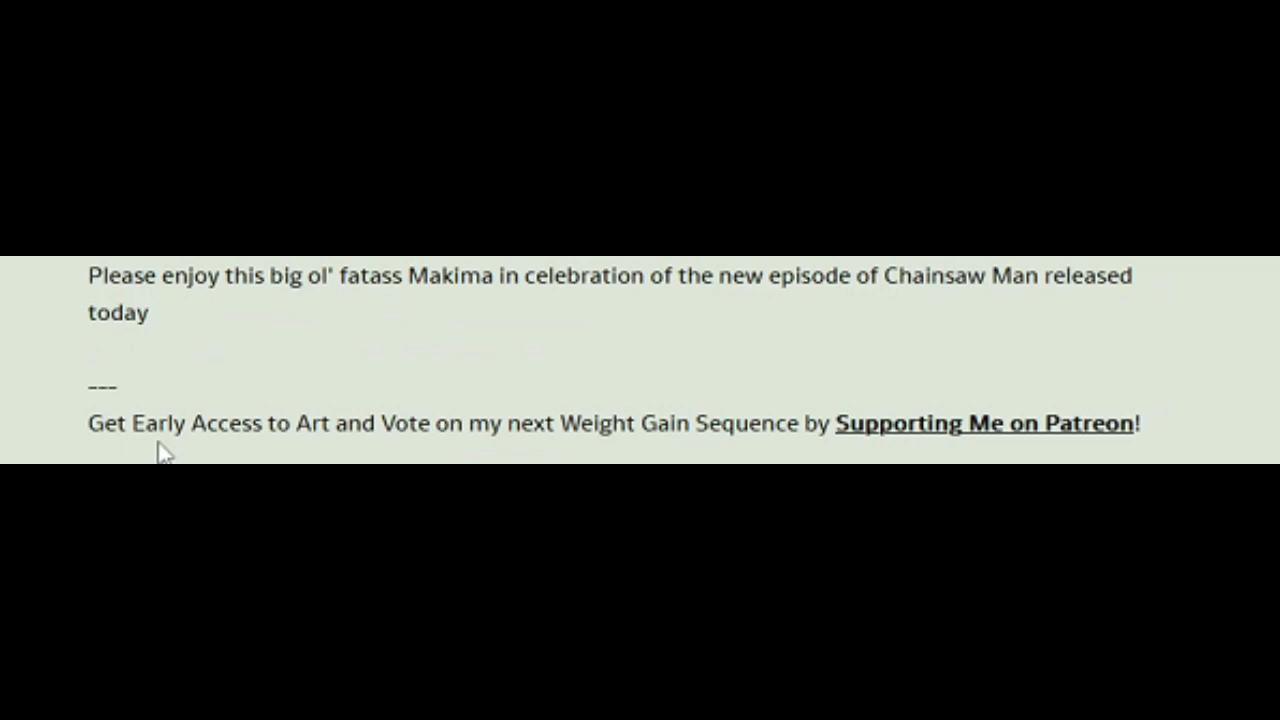 Please enjoy this big ol' fatass Makima in celebration of the new episode of Chainsaw Man released
today
---
Get Early Access to Art and Vote on my next Weight Gain Sequence by Supporting Me on Patreon!